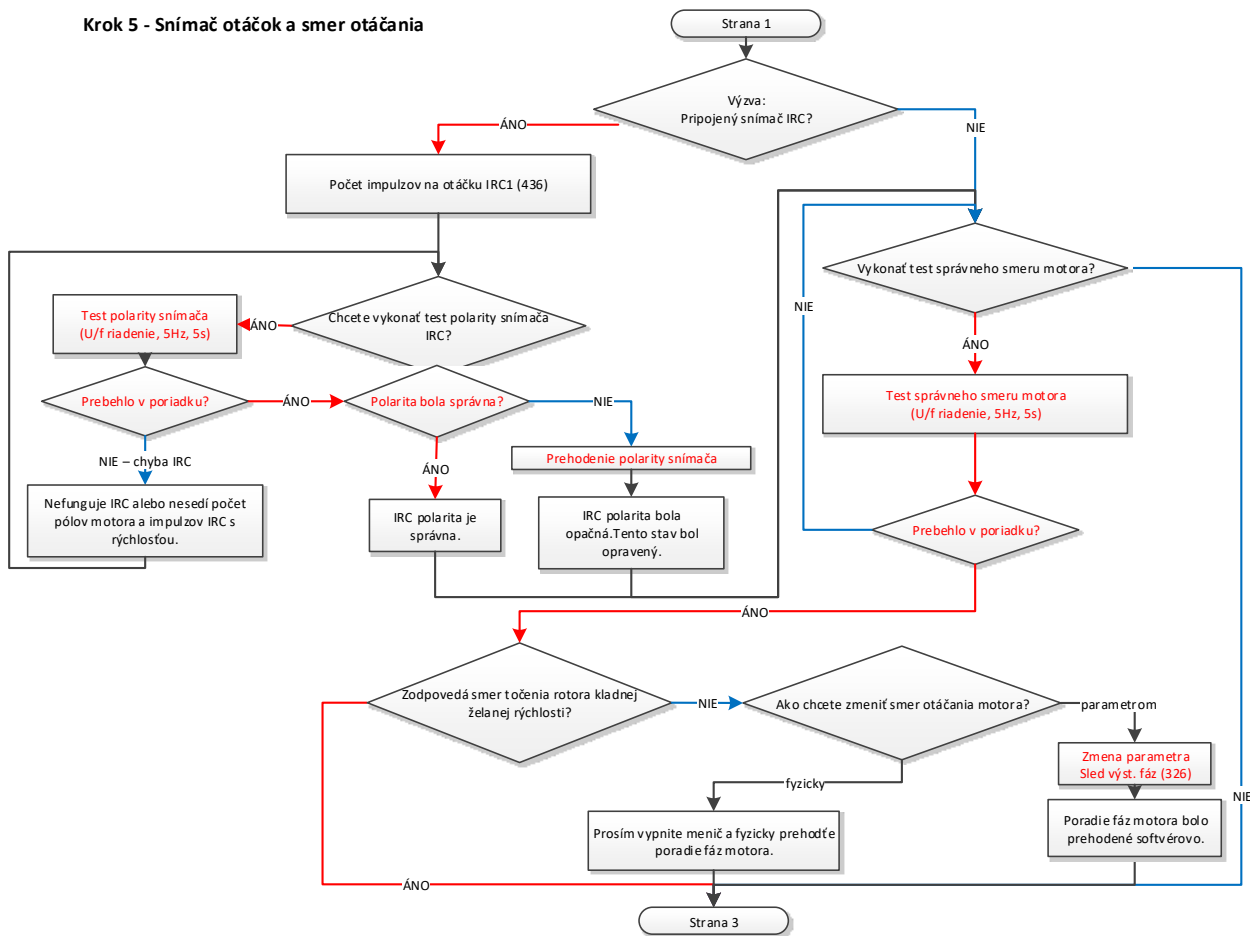 Krok 5 - Snímač otáčok a smer otáčania
Strana 1
Výzva:
Pripojený snímač IRC?
ÁNO
NIE
Počet impulzov na otáčku IRC1 (436)
Vykonať test správneho smeru motora?
NIE
Chcete vykonať test polarity snímača
IRC?
ÁNO
Test polarity snímača
(U/f riadenie, 5Hz, 5s)
ÁNO
Test správneho smeru motora
(U/f riadenie, 5Hz, 5s)
Prebehlo v poriadku?
ÁNO
Polarita bola správna?
NIE
NIE – chyba IRC
ÁNO
Prehodenie polarity snímača
Nefunguje IRC alebo nesedí počet
pólov motora a impulzov IRC s
rýchlosťou.
IRC polarita je
správna.
IRC polarita bola
opačná.Tento stav bol
opravený.
Prebehlo v poriadku?
ÁNO
Zodpovedá smer točenia rotora kladnej
želanej rýchlosti?
NIE
Ako chcete zmeniť smer otáčania motora?
parametrom
fyzicky
Zmena parametra
Sled výst. fáz (326)
NIE
Prosím vypnite menič a fyzicky prehoďte
poradie fáz motora.
Poradie fáz motora bolo
prehodené softvérovo.
ÁNO
Strana 3